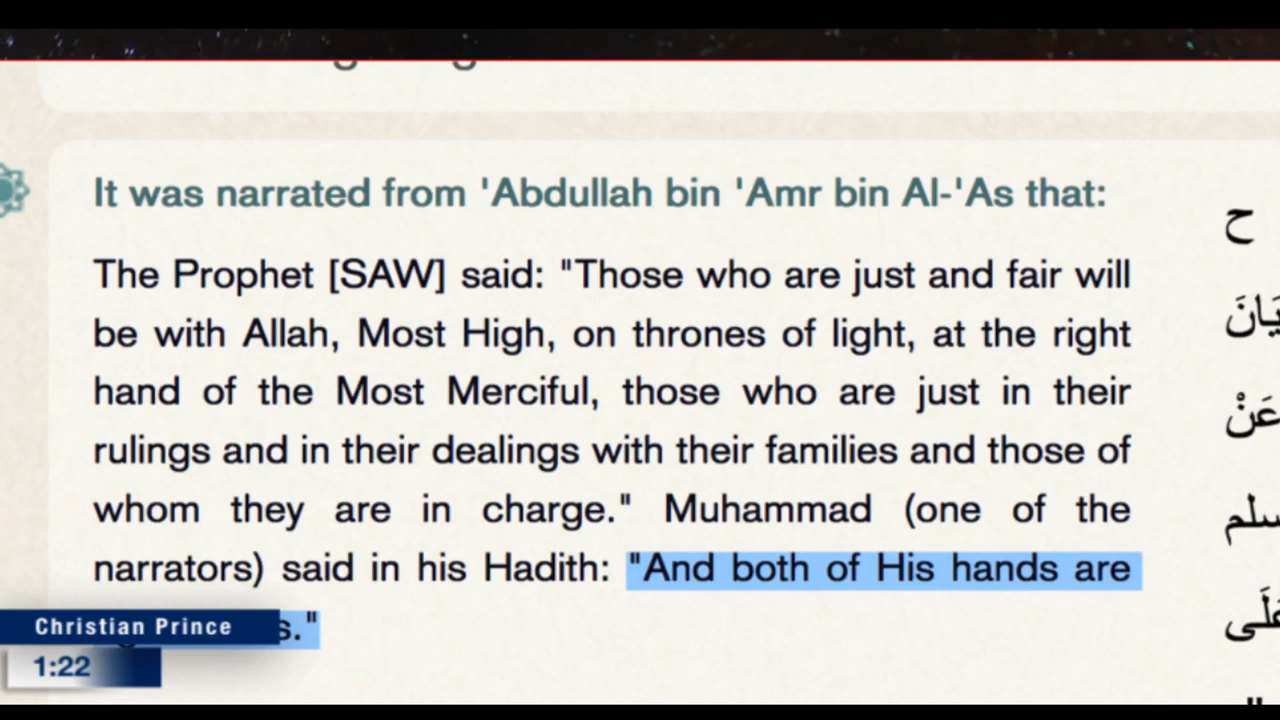 It was narrated from 'Abdullah bin 'Amr bin Al-'As that:
The Prophet [SAW] said: "Those who are just and fair will
be with Allah, Most High, on thrones of light, at the right
hand of the Most Merciful, those who are just in their
rulings and in their dealings with their families and those of
whom they are in charge." Muhammad (one of the
narrators) said in his Hadith: "And both of His hands are
Christian Prince
1:22
ح
عَنْ